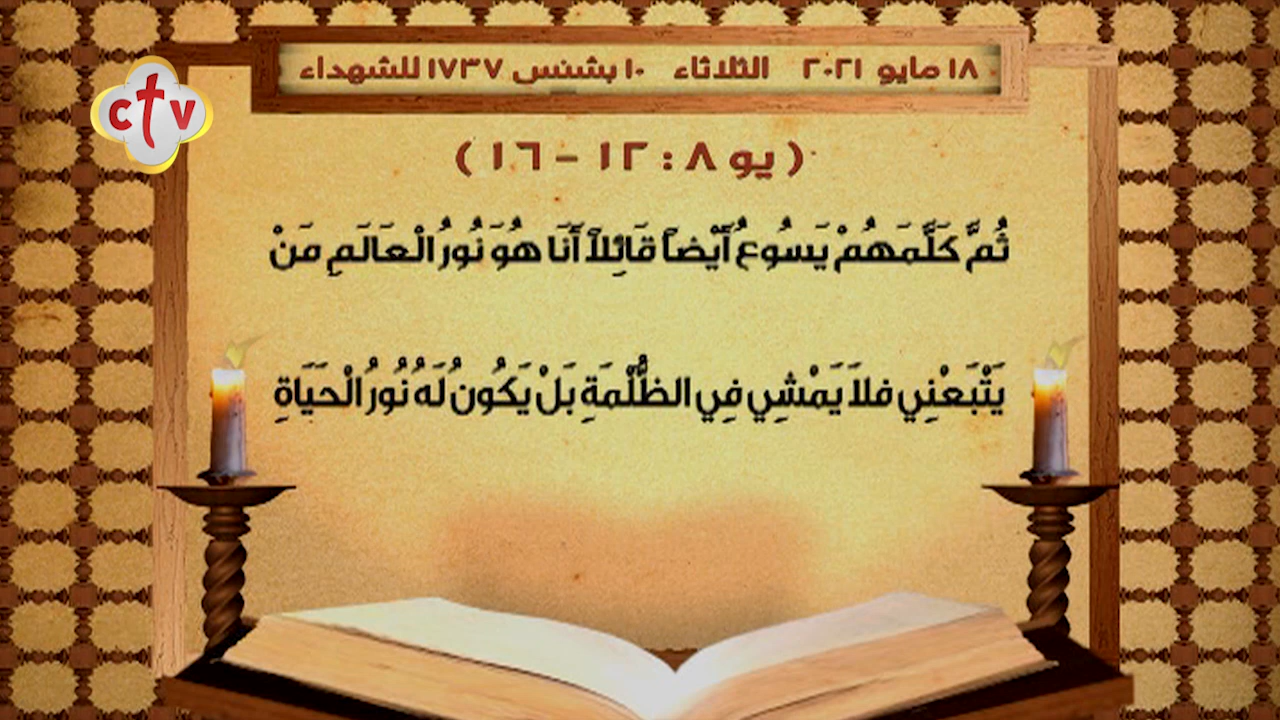 ١٨ مايو ٢٠٢١ الثلاثاء ١٠ بشنس ١٧٣٧ للشهداء
ctv
( يو ٨ : ١٢ - ١٦ )
ثُمَّ كَلَّمَهُمْ يَسُوعُ أَيْضاً قَائِلاً أَنَا هُوَ نُورُ الْعَالَمِ مَنْ
يَتْبَعْنِي فلاَ يَمْشِي فِي الظُّلْمَةِ بَلْ يَكُونُ لَهُ نُورُ الْحَيَاةِ